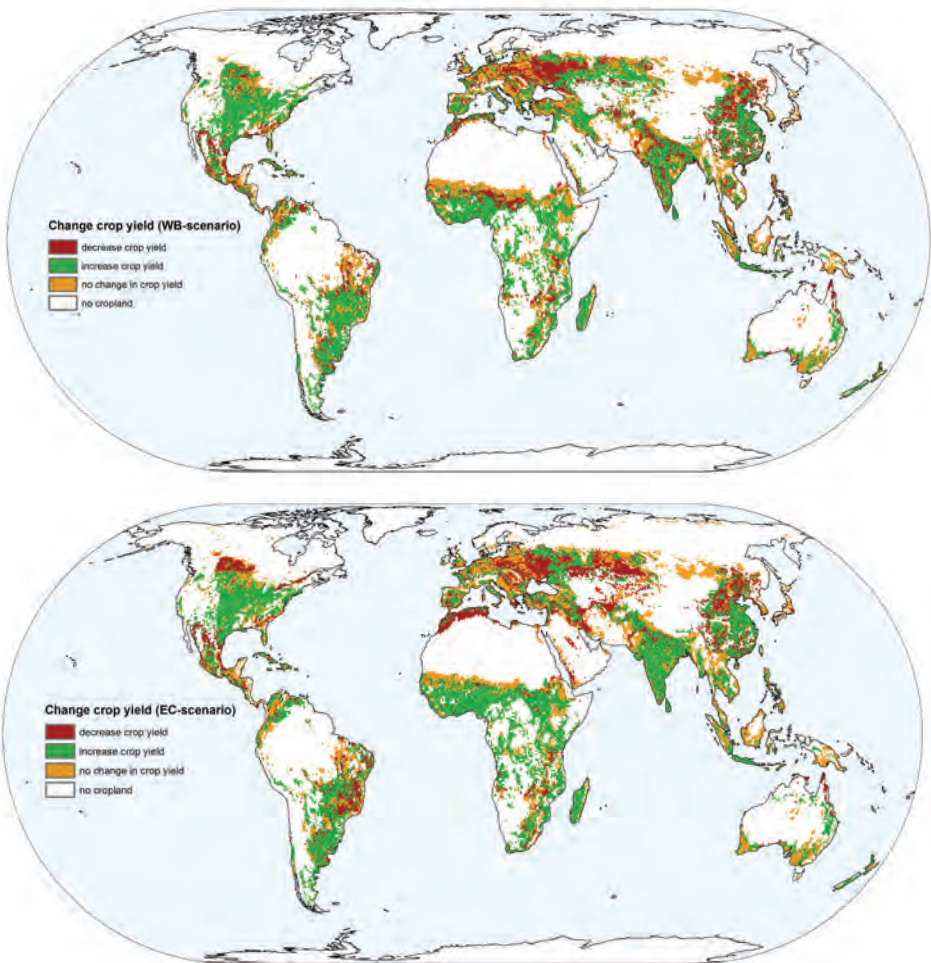 Change crop yield (WB-scenario)
decrease crop yield
increase crop yield
no change in crop yield
no cropland
Change crop yield (EC-scenario)
decrease crop yield
increase crop yield
no change in crop yield
no cropland